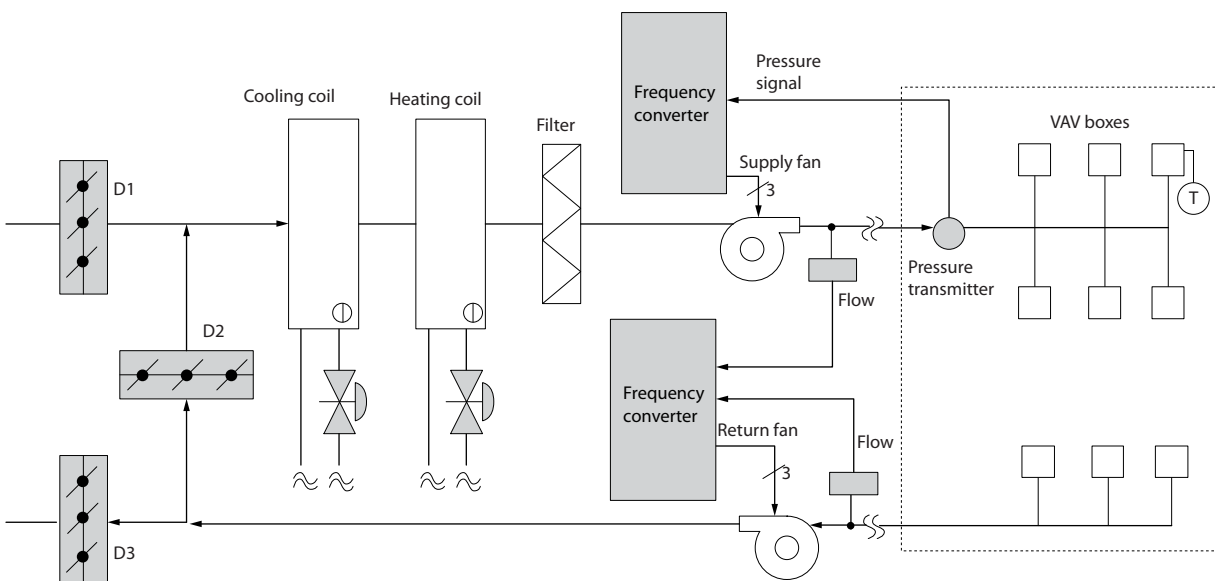 Cooling coil
Heating coil
Filter
Frequency
converter
Pressure
signal
VAV boxes
Supply fan
3
D1
T
Pressure
transmitter
Flow
D2
Frequency
converter
Return fan
3
Flow
D3